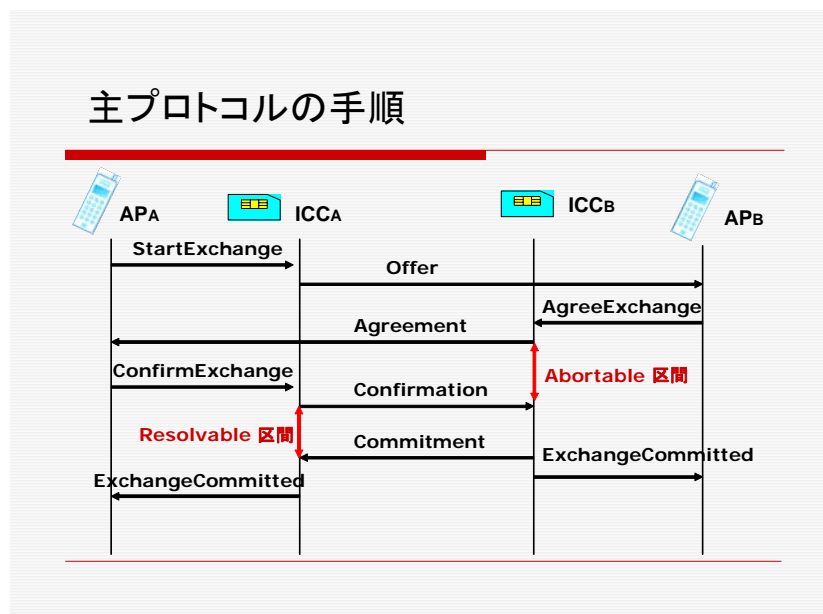 主プロトコルの手順
APA
ICCA
ICCB
APB
StartExchange
Offer
AgreeExchange
Agreement
ConfirmExchange
Abortable 区間
Confirmation
Resolvable 区間
Commitment
ExchangeCommitted
ExchangeCommitted